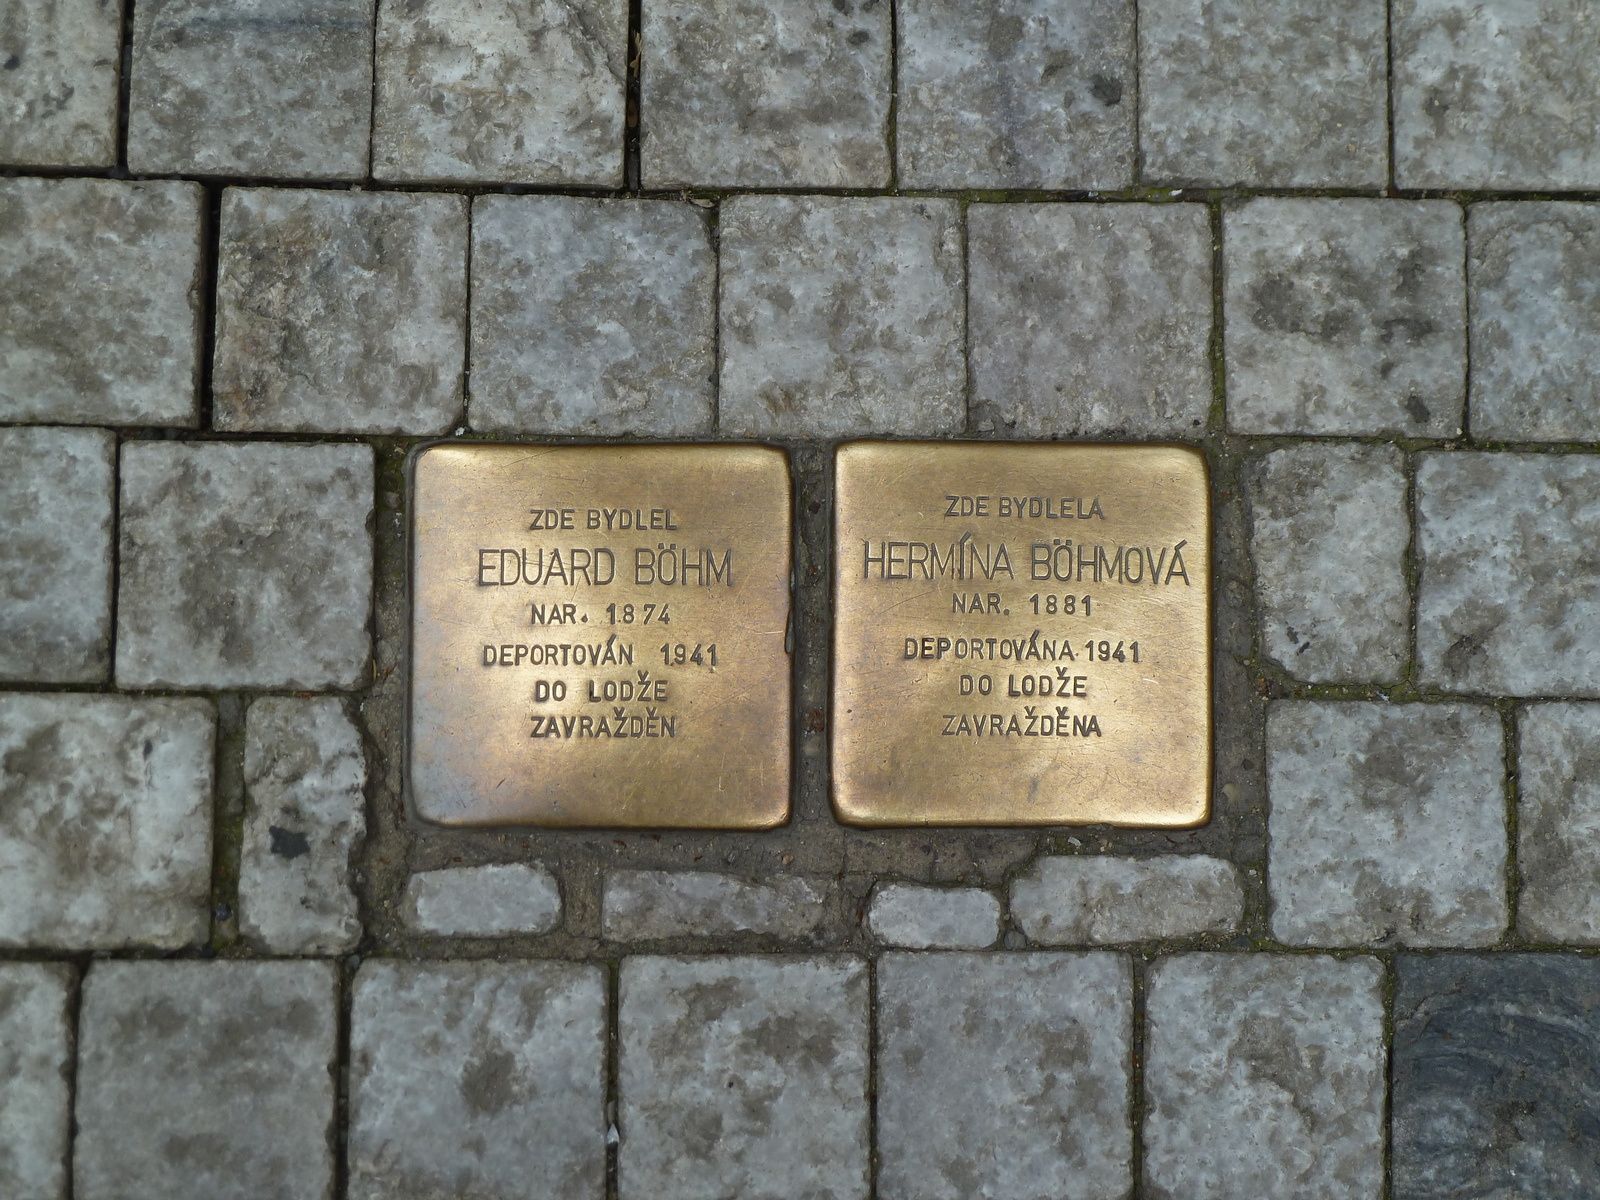 ZDE BYDLEL
EDUARD BÖHM
NAR. 1874
DEPORTOVÁN 1941
DO LODŽE
ZAVRAŽDĚN
ZDE BYDLELA
HERMÍNA BÖHMOVÁ
NAR. 1881
DEPORTOVÁNA 1941
DO LODŽE
ZAVRAŽDĚNA